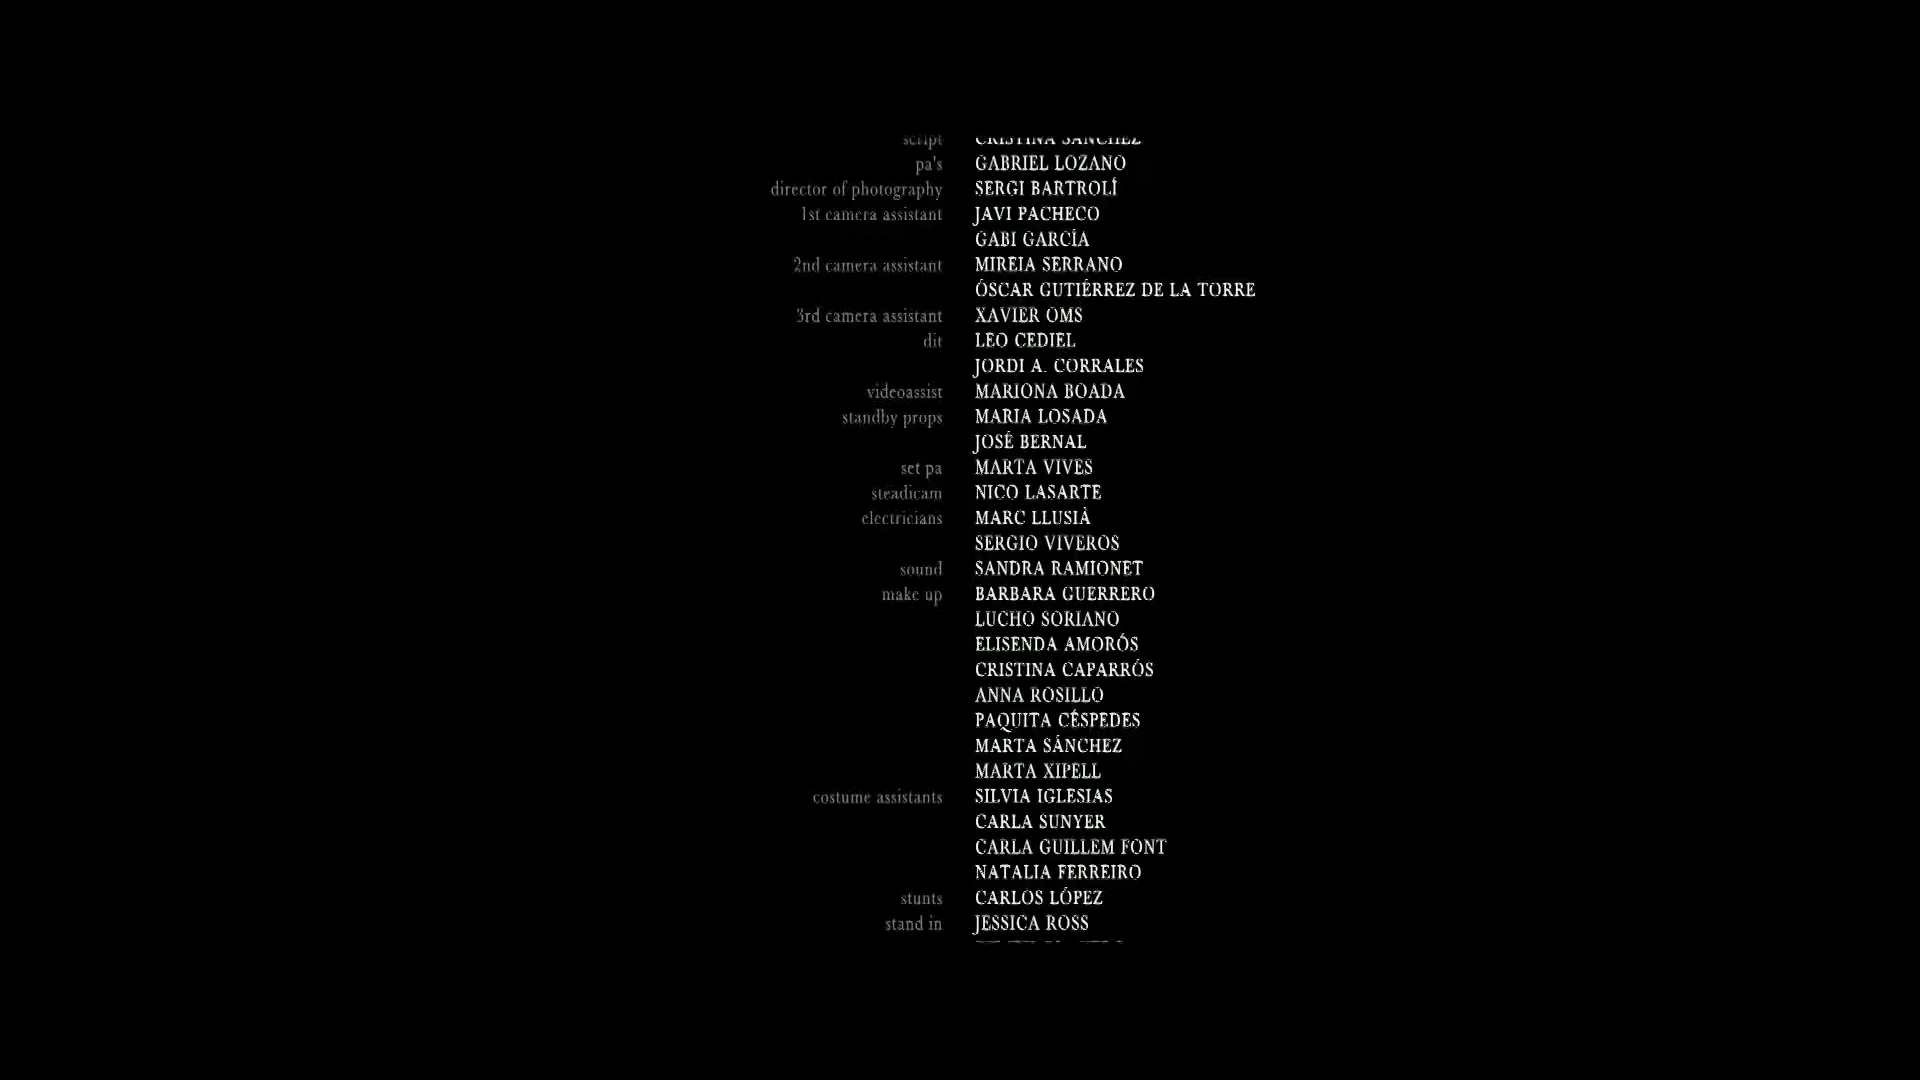 script CRISTINA SÁNCHEZ
pa's GABRIEL LOZANO
director of photography SERGI BARTROLÍ
1st camera assistant JAVI PACHECO
GABI GARCÍA
2nd camera assistant MIREIA SERRANO
ÓSCAR GUTIÉRREZ DE LA TORRE
3rd camera assistant XAVIER OMS
dit LEO CEDIEL
JORDI A. CORRALES
videoassist MARIONA BOADA
standby props MARIA LOSADA
JOSÉ BERNAL
set pa MARTA VIVES
steadicam NICO LASARTE
electricians MARC LLUSIÀ
SERGIO VIVEROS
sound SANDRA RAMIONET
make up BARBARA GUERRERO
LUCHO SORIANO
ELISENDA AMORÓS
CRISTINA CAPARRÓS
ANNA ROSILLO
PAQUITA CÉSPEDES
MARTA SÁNCHEZ
MARTA XIPELL
costume assistants SILVIA IGLESIAS
CARLA SUNYER
CARLA GUILLEM FONT
NATALIA FERREIRO
stunts CARLOS LÓPEZ
stand in JESSICA ROSS